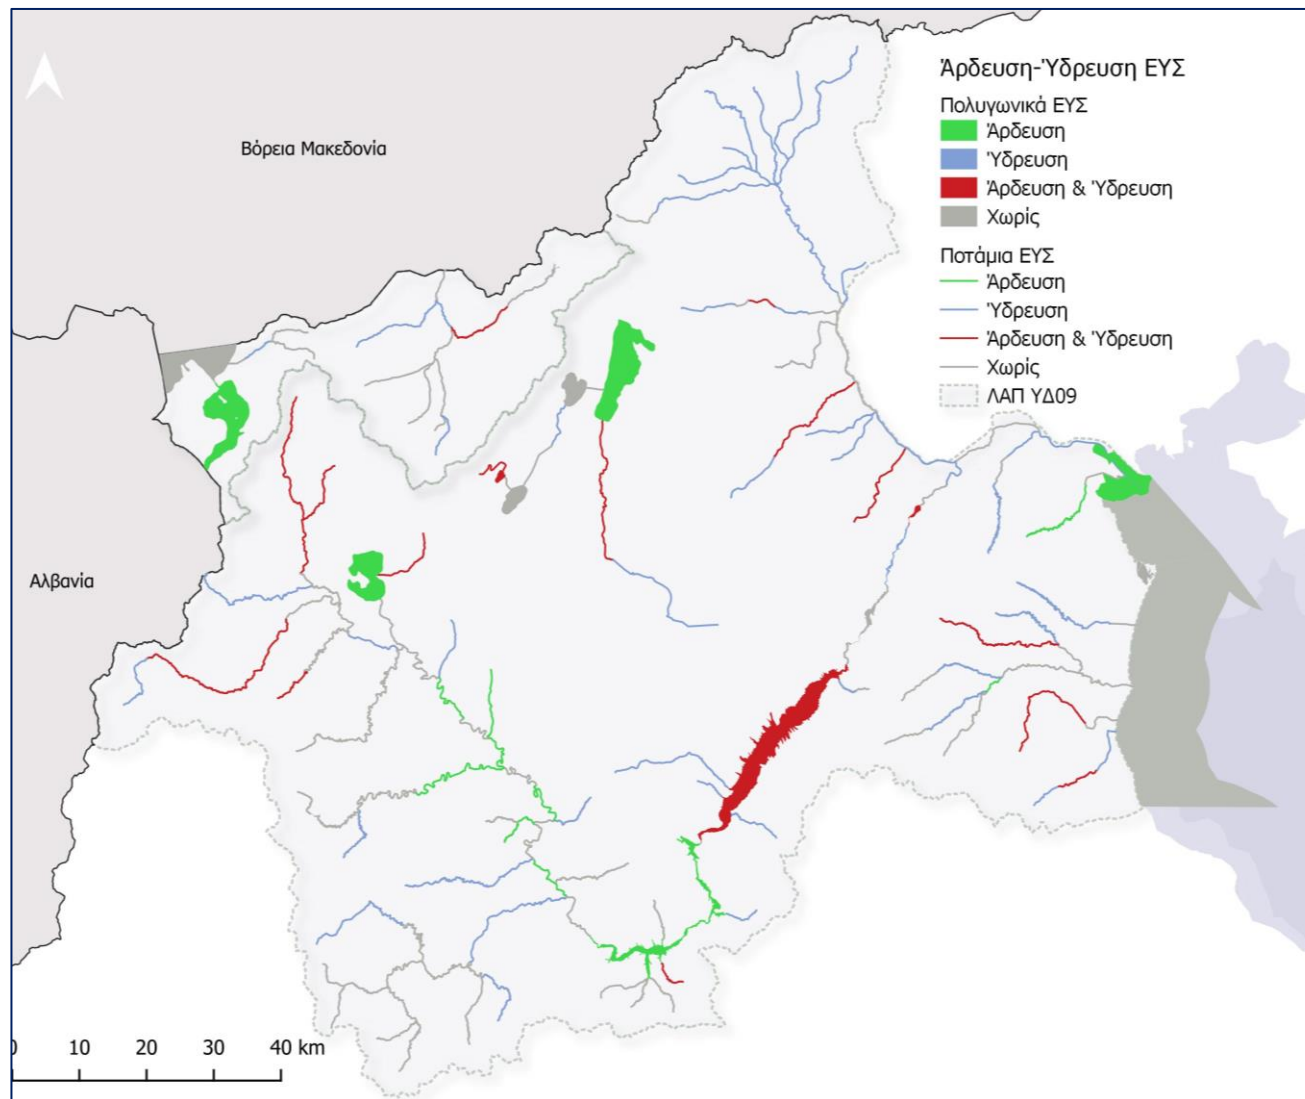 Άρδευση-Ύδρευση ΕΥΣ
Πολυγωνικά ΕΥΣ
Άρδευση
Ύδρευση
Άρδευση & Ύδρευση
Χωρίς
Ποτάμια ΕΥΣ
Άρδευση
Ύδρευση
Άρδευση & Ύδρευση
Χωρίς
ΛΑΠ ΥΔ09
Βόρεια Μακεδονία
Αλβανία
0 10 20 30 40 km